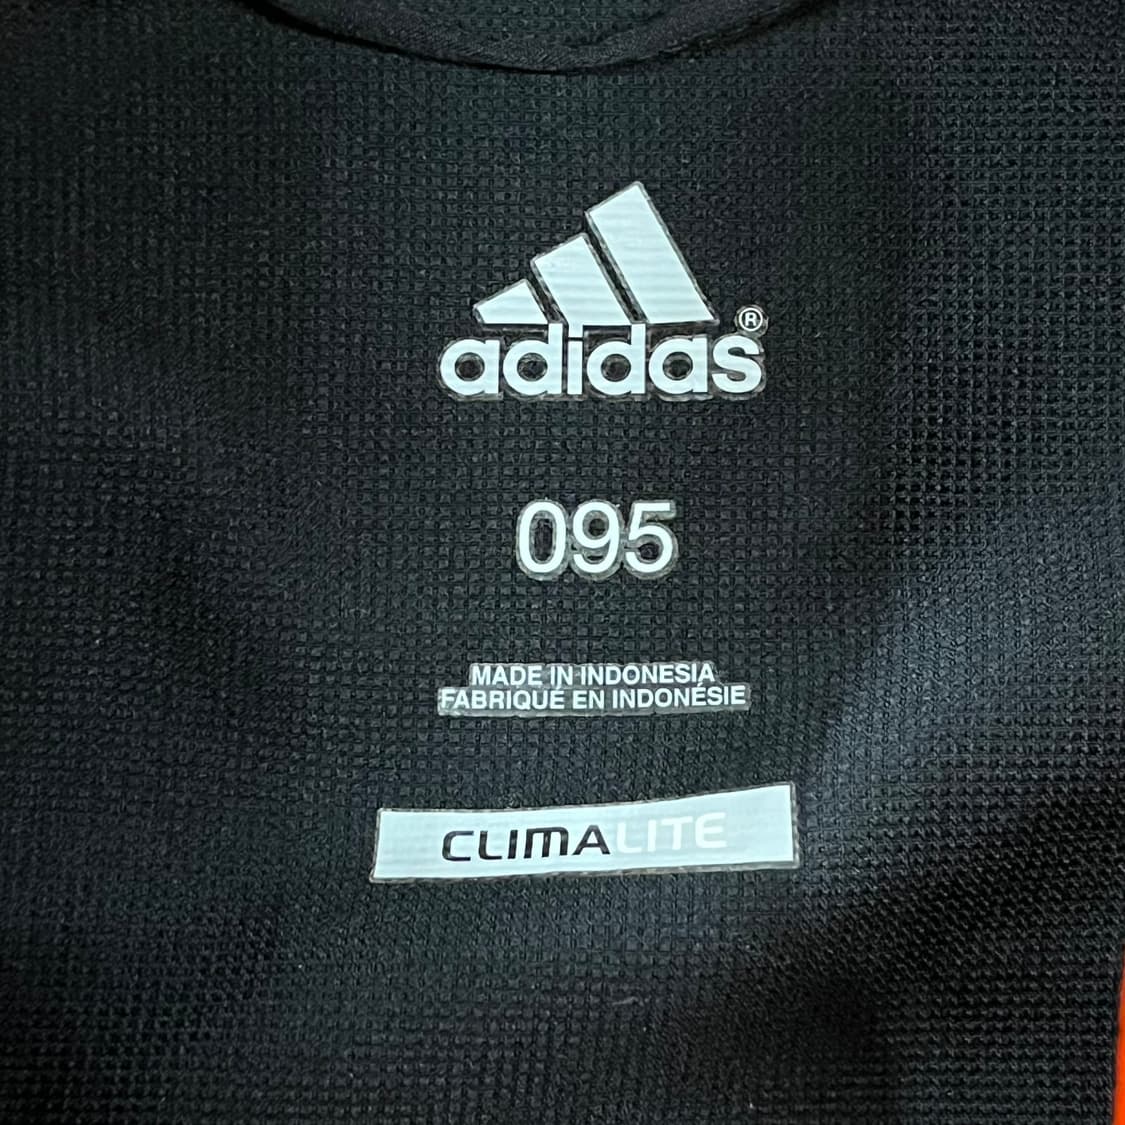 adidas®
095
MADE IN INDONESIA
FABRIQUÉ EN INDONÉSIE
CLIMALITE